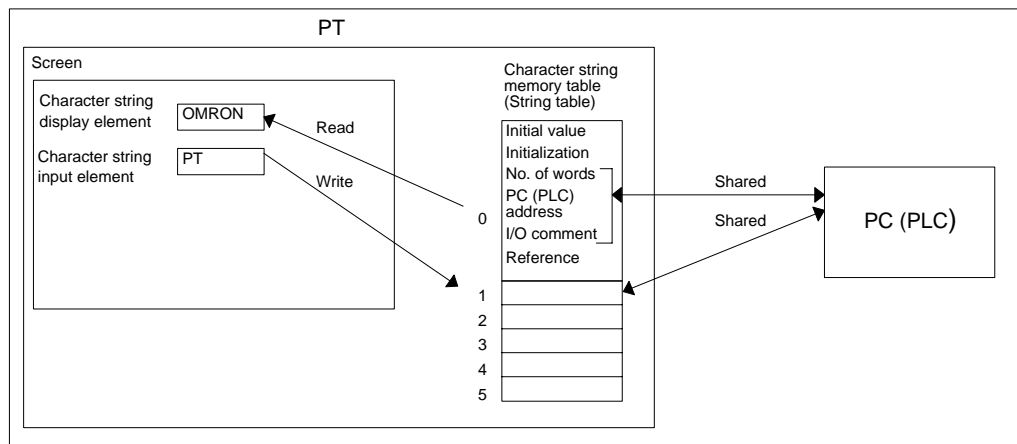 PT
Screen
Character string
display element
OMRON
Character string
input element
PT
Read
Write
Character string
memory table
(String table)
0
Initial value
Initialization
No. of words
PC (PLC)
address
I/O comment
Reference
1
2
3
4
5
Shared
Shared
PC (PLC)